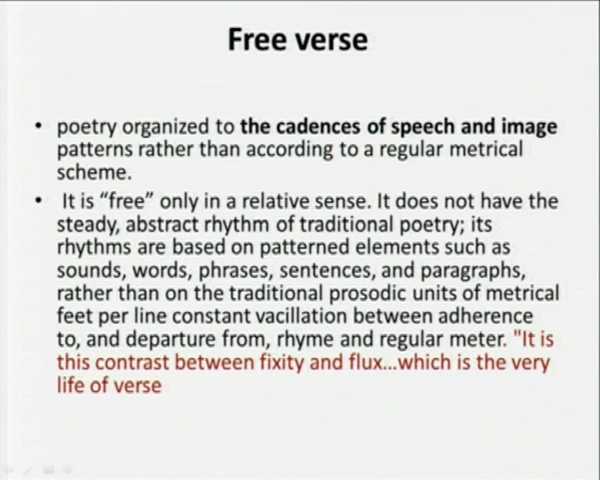 Free verse
• poetry organized to the cadences of speech and image
patterns rather than according to a regular metrical
scheme.
• It is “free” only in a relative sense. It does not have the
steady, abstract rhythm of traditional poetry; its
rhythms are based on patterned elements such as
sounds, words, phrases, sentences, and paragraphs,
rather than on the traditional prosodic units of metrical
feet per line constant vacillation between adherence
to, and departure from, rhyme and regular meter. "It is
this contrast between fixity and flux...which is the very
life of verse